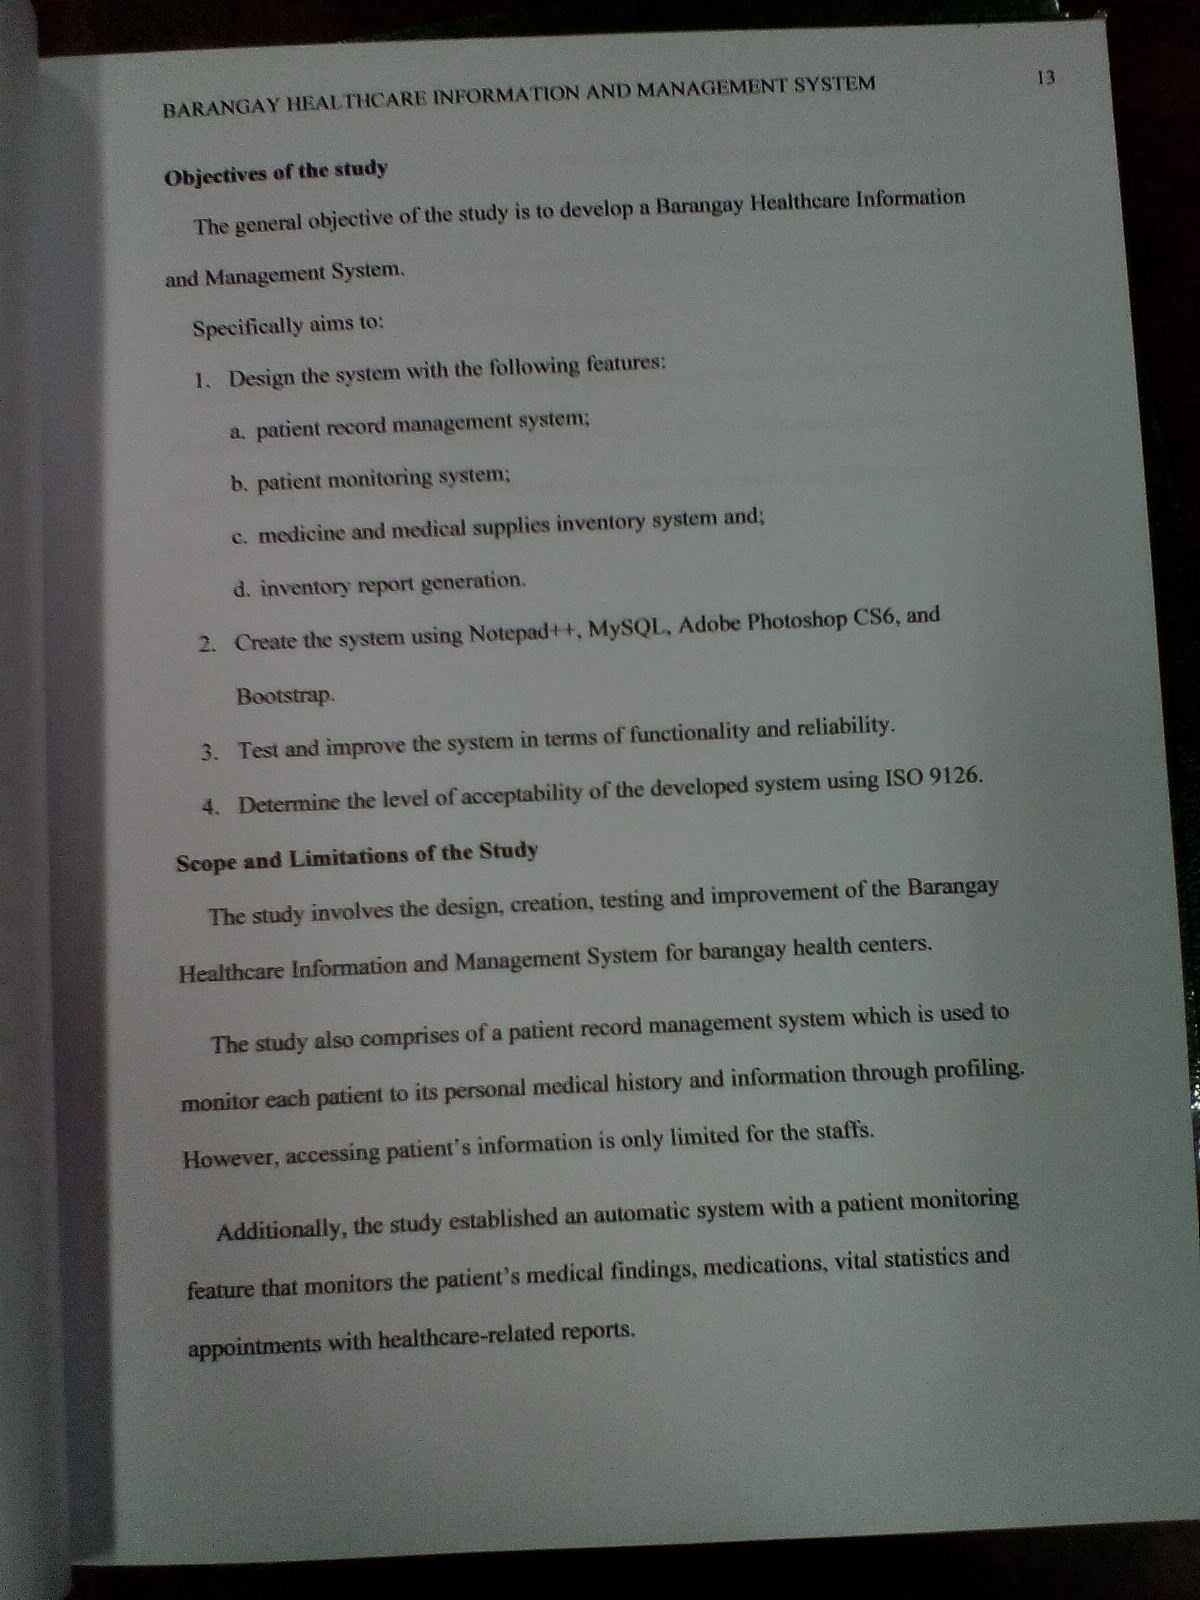 BARANGAY HEALTHCARE INFORMATION AND MANAGEMENT SYSTEM 13
Objectives of the study
The general objective of the study is to develop a Barangay Healthcare Information
and Management System.
Specifically aims to:
1. Design the system with the following features:
a. patient record management system;
b. patient monitoring system;
c. medicine and medical supplies inventory system and;
d. inventory report generation.
2. Create the system using Notepad++, MySQL, Adobe Photoshop CS6, and
Bootstrap.
3. Test and improve the system in terms of functionality and reliability.
4. Determine the level of acceptability of the developed system using ISO 9126.
Scope and Limitations of the Study
The study involves the design, creation, testing and improvement of the Barangay
Healthcare Information and Management System for barangay health centers.
The study also comprises of a patient record management system which is used to
monitor each patient to its personal medical history and information through profiling.
However, accessing patient's information is only limited for the staffs.
Additionally, the study established an automatic system with a patient monitoring
feature that monitors the patient's medical findings, medications, vital statistics and
appointments with healthcare-related reports.